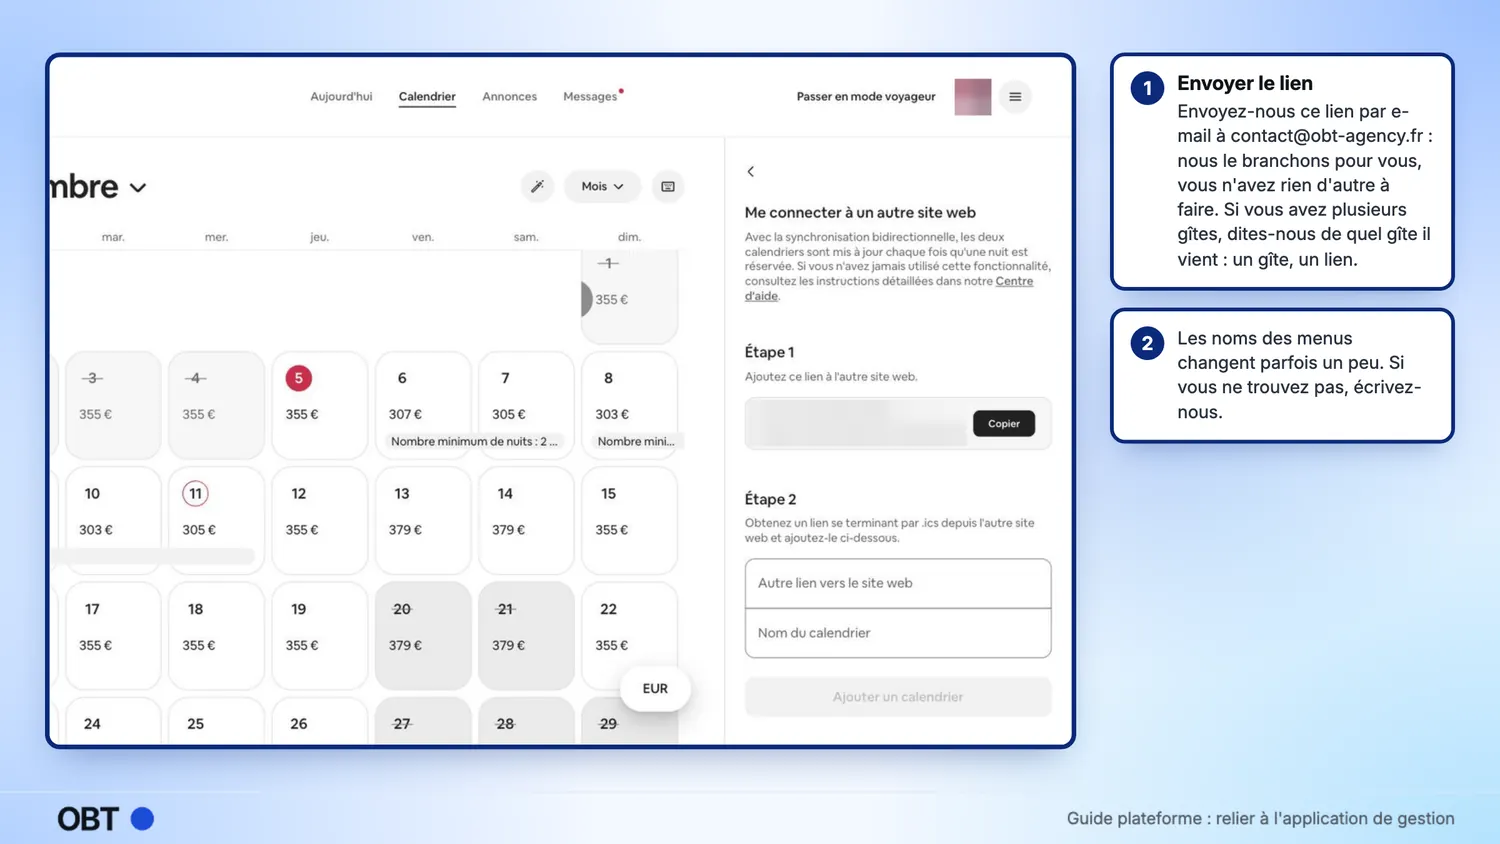 Aujourd'hui
Calendrier
Annonces
Messages
Passer en mode voyageur
mbre
Mois
mar. mer. jeu. ven. sam. dim.
1
355 €
3 4 5 6 7 8
355 € 355 € 355 € 307 € 305 € 303 €
Nombre minimum de nuits : 2 ... Nombre mini...
10 11 12 13 14 15
303 € 305 € 355 € 379 € 379 € 355 €
17 18 19 20 21 22
355 € 355 € 355 € 379 € 379 € 355 €
EUR
24 25 26 27 28 29
Me connecter à un autre site web
Avec la synchronisation bidirectionnelle, les deux
calendriers sont mis à jour chaque fois qu'une nuit est
réservée. Si vous n'avez jamais utilisé cette fonctionnalité,
consultez les instructions détaillées dans notre Centre
d'aide.
Étape 1
Ajoutez ce lien à l'autre site web.
Copier
Étape 2
Obtenez un lien se terminant par .ics depuis l'autre site
web et ajoutez-le ci-dessous.
Autre lien vers le site web
Nom du calendrier
Ajouter un calendrier
1 Envoyer le lien
Envoyez-nous ce lien par e-
mail à contact@obt-agency.fr :
nous le branchons pour vous,
vous n'avez rien d'autre à
faire. Si vous avez plusieurs
gîtes, dites-nous de quel gîte il
vient : un gîte, un lien.
2 Les noms des menus
changent parfois un peu. Si
vous ne trouvez pas, écrivez-
nous.
OBT
Guide plateforme : relier à l'application de gestion